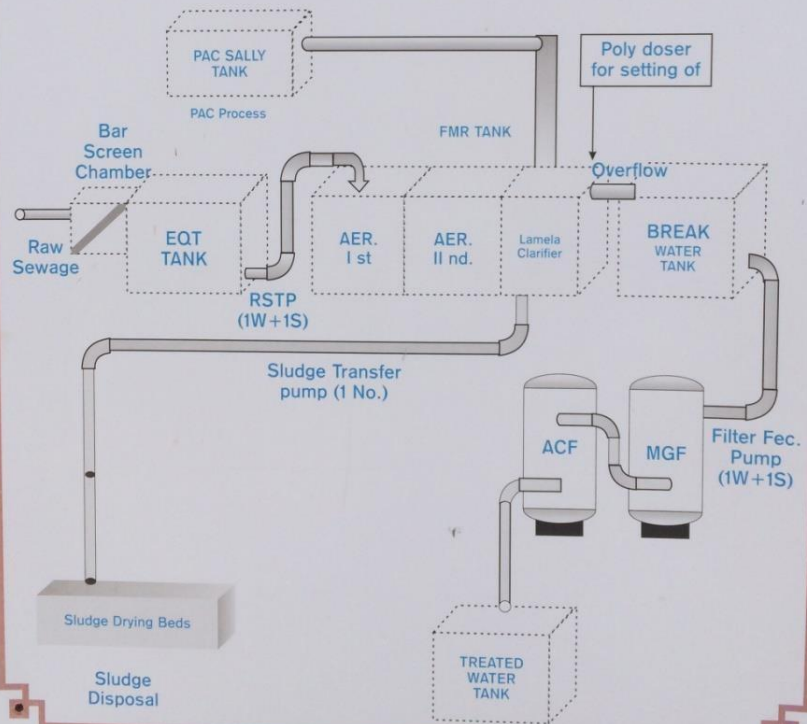 PAC SALLY
TANK
PAC Process
Poly doser
for setting of
FMR TANK
Bar
Screen
Chamber
Overflow
Raw
Sewage
EQT
TANK
AER.
I st
AER.
II nd.
Lamela
Clarifier
BREAK
WATER
TANK
RSTP
(1W+1S)
Sludge Transfer
pump (1 No.)
ACF
MGF
Filter Fec.
Pump
(1W+1S)
Sludge Drying Beds
Sludge
Disposal
TREATED
WATER
TANK